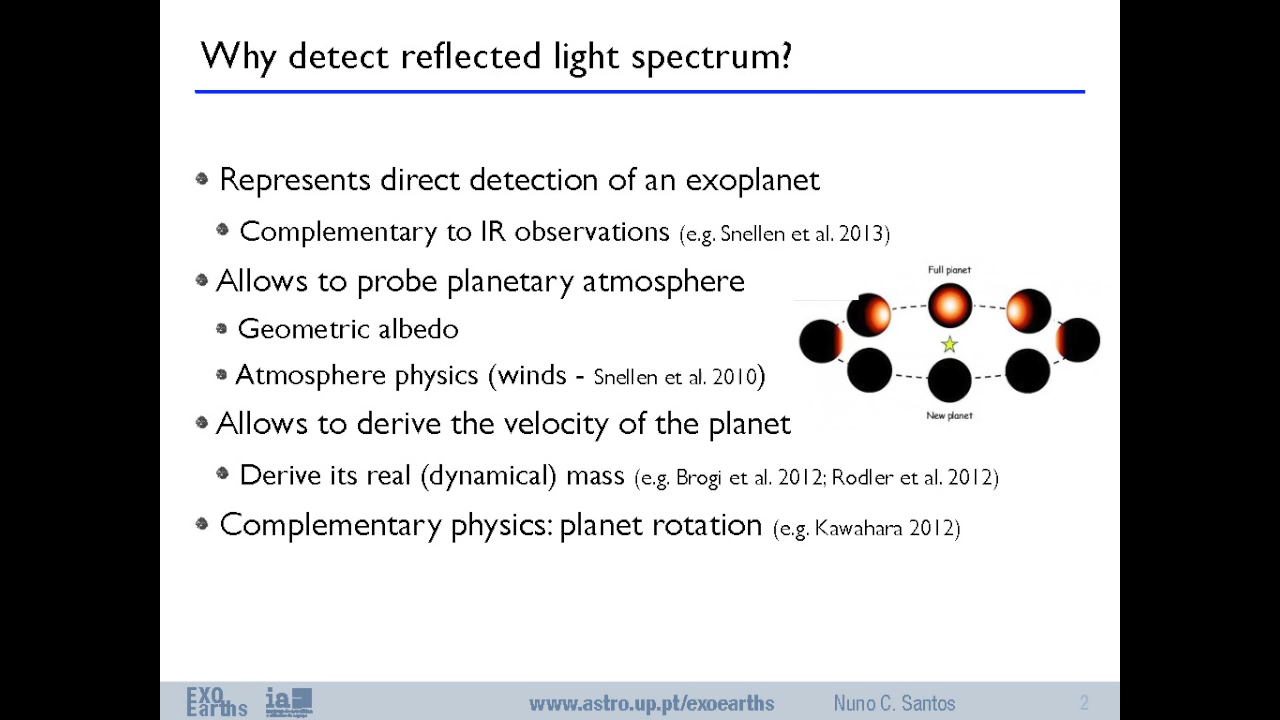 Why detect reflected light spectrum?
Represents direct detection of an exoplanet
Complementary to IR observations (e.g. Snellen et al. 2013)
Allows to probe planetary atmosphere
Geometric albedo
Atmosphere physics (winds - Snellen et al. 2010)
Full planet
New planet
Allows to derive the velocity of the planet
Derive its real (dynamical) mass (e.g. Brogi et al. 2012; Rodler et al. 2012)
Complementary physics: planet rotation (e.g. Kawahara 2012)
EXO
Earths
ia
www.astro.up.pt/exoearths
Nuno C. Santos
2